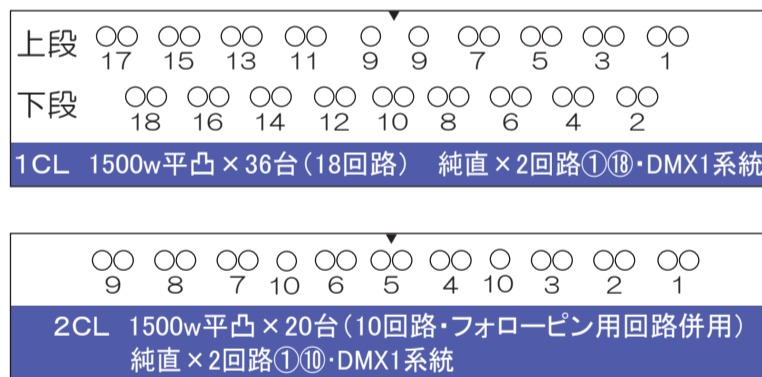 上段 ○○ ○○ ○○ ○○ ○ ○ ○○ ○○ ○○ ○○
17 15 13 11 9 9 7 5 3 1
下段 ○○ ○○ ○○ ○○ ○○ ○○ ○○ ○○ ○○
18 16 14 12 10 8 6 4 2
1CL 1500w平凸×36台(18回路) 純直×2回路①⑱・DMX1系統
○○ ○○ ○○ ○ ○○ ○○ ○○ ○ ○○ ○○ ○○
9 8 7 10 6 5 4 10 3 2 1
2CL 1500w平凸×20台(10回路・フォローピン用回路併用)
純直×2回路①⑩・DMX1系統